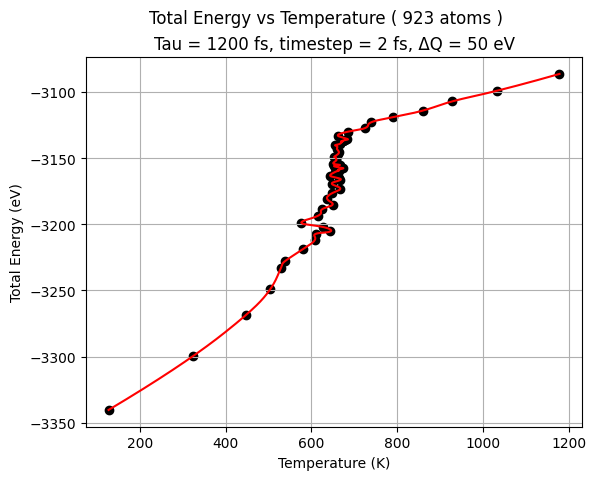 Total Energy vs Temperature ( 923 atoms )
Tau = 1200 fs, timestep = 2 fs, ΔQ = 50 eV
Total Energy (eV)
−3100
−3150
−3200
−3250
−3300
−3350
200 400 600 800 1000 1200
Temperature (K)